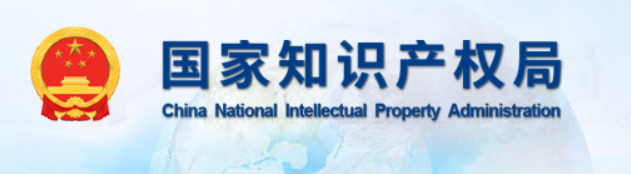 国家知识产权局
China National Intellectual Property Administration